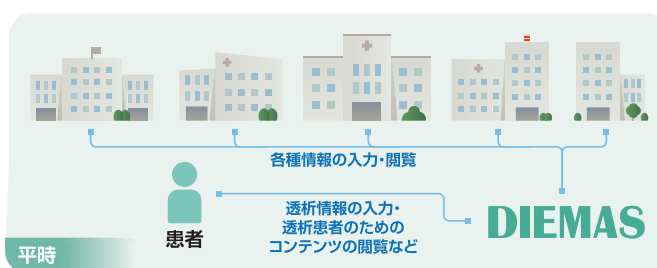 各種情報の入力・閲覧
患者
透析情報の入力・
透析患者のための
コンテンツの閲覧など
DIEMAS
平時